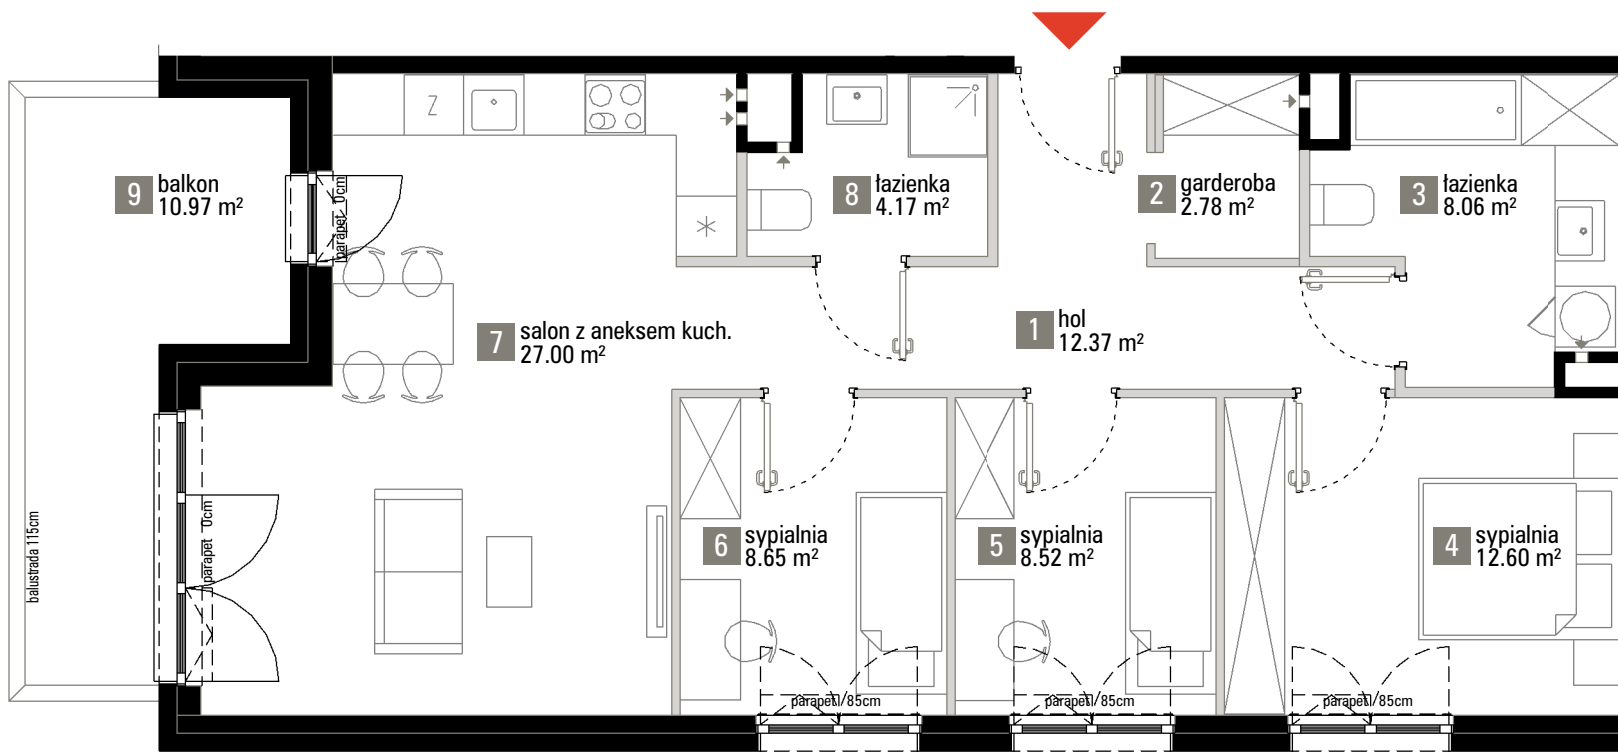 Z
9 balkon
10.97 m²
parapet 0cm
8 łazienka
4.17 m²
2 garderoba
2.78 m²
3 łazienka
8.06 m²
7 salon z aneksem kuch.
27.00 m²
1 hol
12.37 m²
balustrada 115cm
parapet 0cm
6 sypialnia
8.65 m²
5 sypialnia
8.52 m²
4 sypialnia
12.60 m²
parapet /85cm
parapet /85cm
parapet /85cm